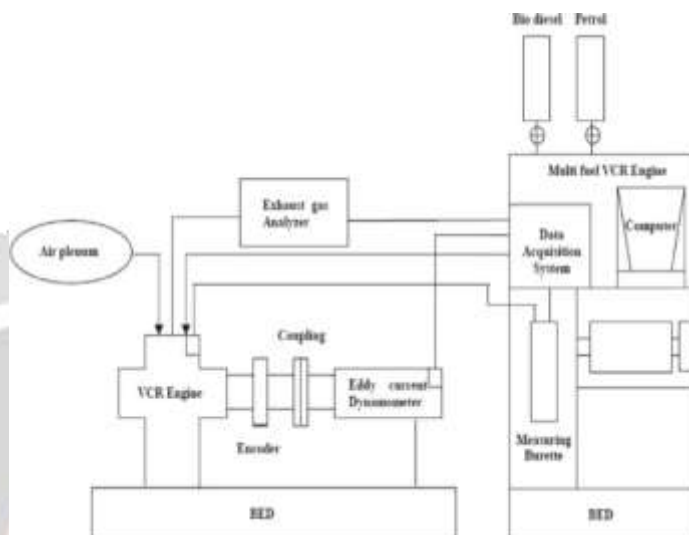 Bio diesel Petrol
Multi fuel VCR Engine
Exhaust gas
Analyzer
Computer
Air plenum
Data
Acquisition
System
Coupling
VCR Engine
Eddy current
Dynamometer
Encoder
Measuring
Burette
BED
BED